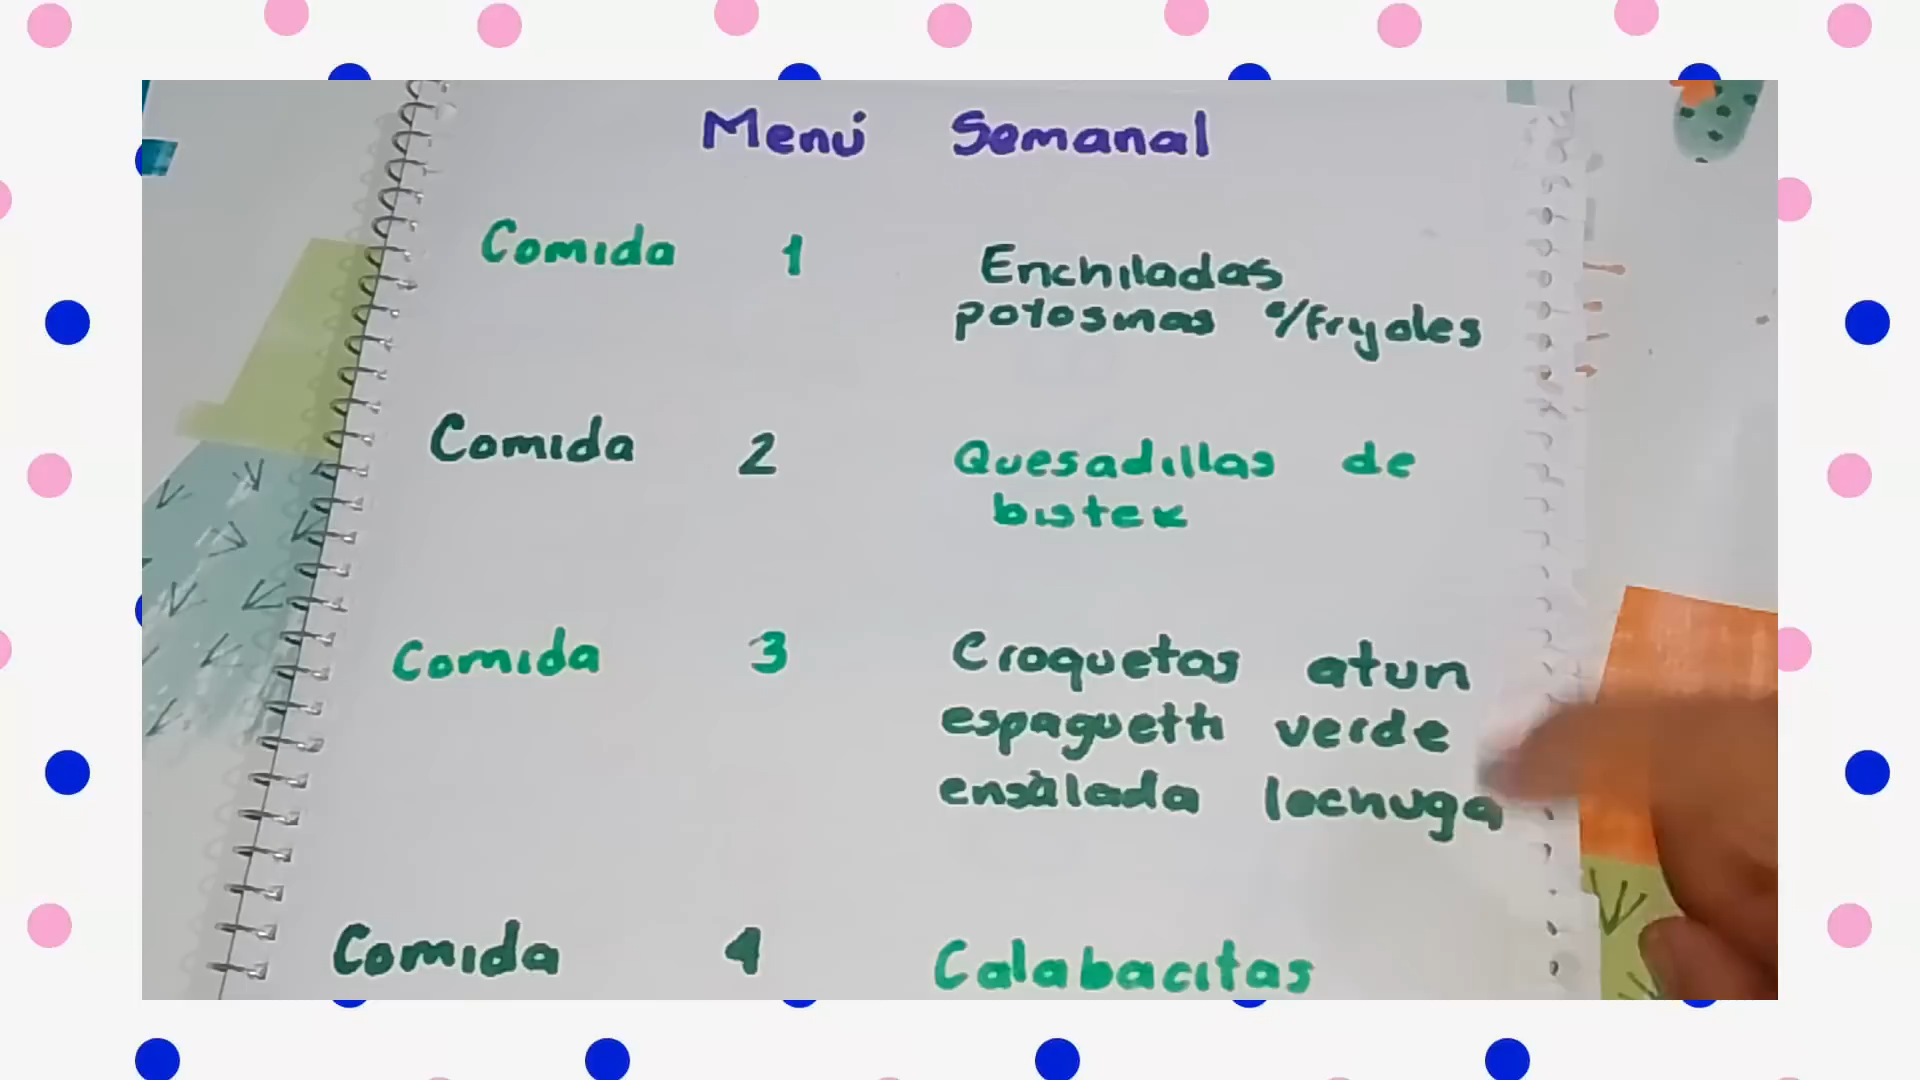 Menú Semanal
Comida 1 Enchiladas
potosinas c/frijoles
Comida 2 Quesadillas de
bistek
Comida 3 Croquetas atun
espaguetti verde
ensalada lechuga
Comida 4 Calabacitas